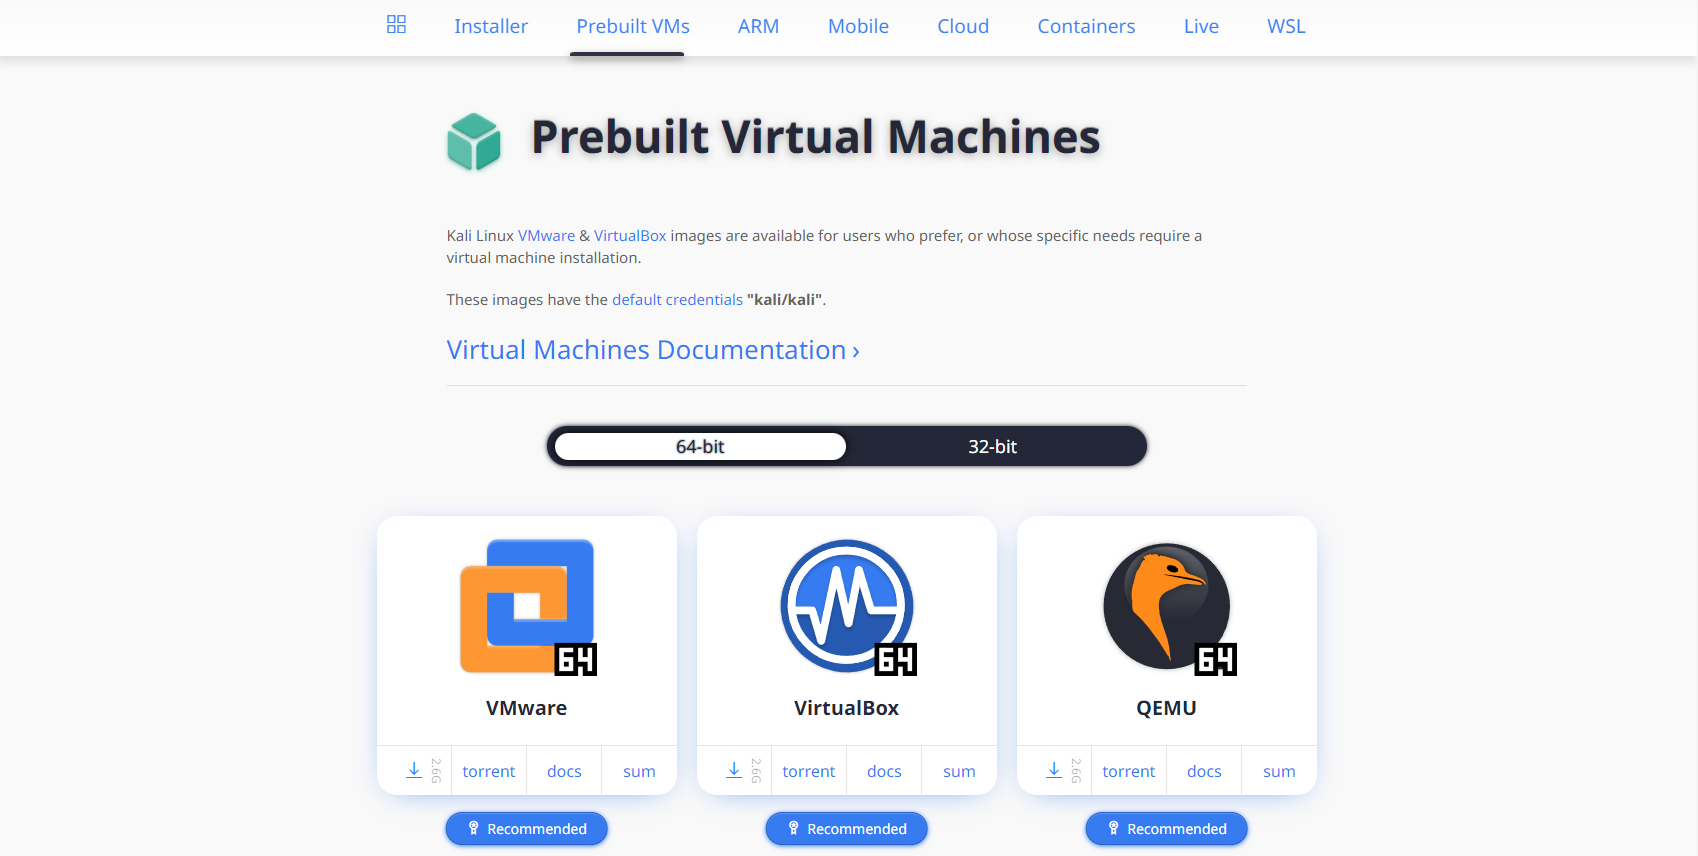 Installer Prebuilt VMs ARM Mobile Cloud Containers Live WSL
Prebuilt Virtual Machines
Kali Linux VMware & VirtualBox images are available for users who prefer, or whose specific needs require a
virtual machine installation.
These images have the default credentials "kali/kali".
Virtual Machines Documentation ›
64-bit 32-bit
64 64 64
VMware VirtualBox QEMU
2.6G torrent docs sum 2.6G torrent docs sum 2.6G torrent docs sum
Recommended Recommended Recommended